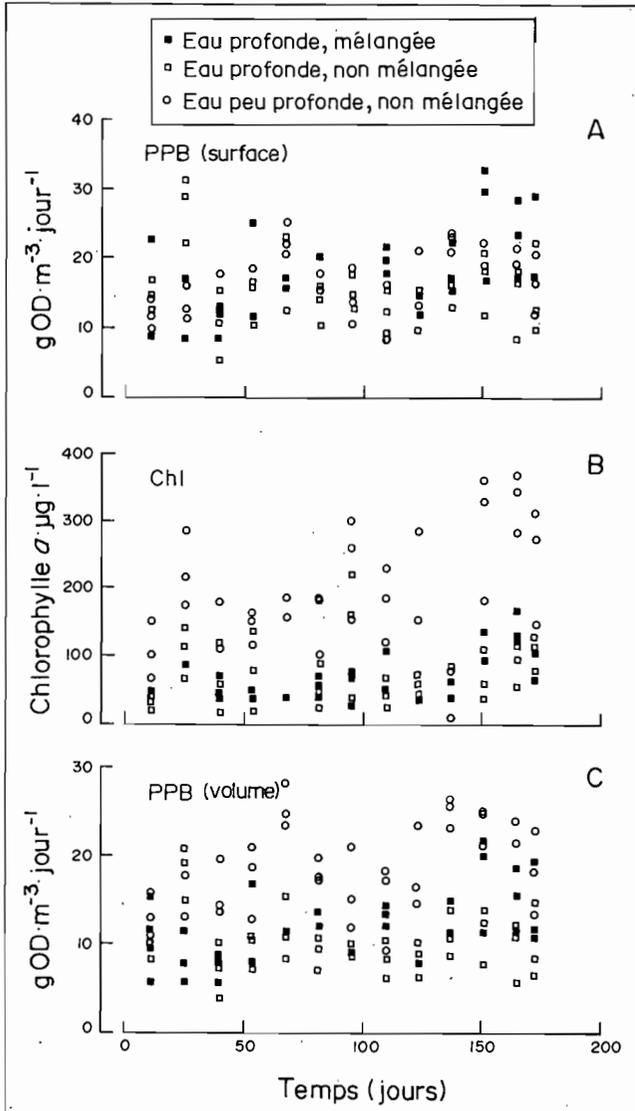 ■ Eau profonde, mélangée
□ Eau profonde, non mélangée
○ Eau peu profonde, non mélangée
A
PPB (surface)
40
30
20
10
0
g OD·m⁻³·jour⁻¹
B
Chl
400
300
200
100
0
Chlorophylle a·µg·l⁻¹
C
PPB (volume)
30
20
10
0
g OD·m⁻³·jour⁻¹
0 50 100 150 200
Temps (jours)